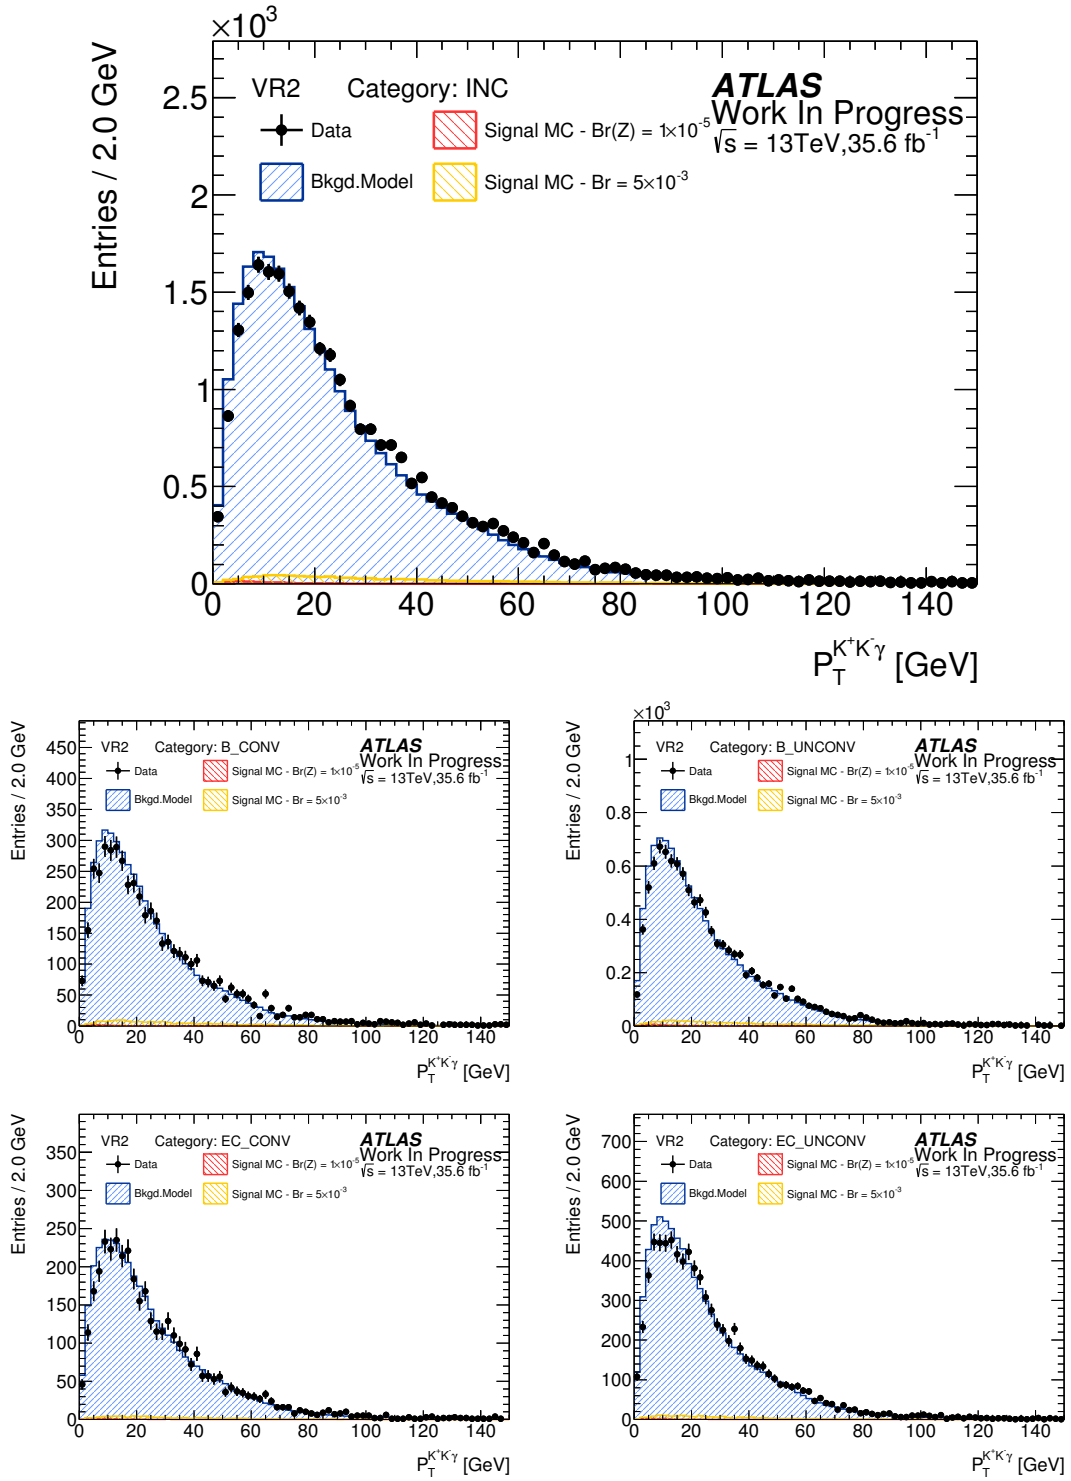 ×10³
Entries / 2.0 GeV
VR2 Category: INC
ATLAS
Work In Progress
√s = 13TeV,35.6 fb⁻¹
Data
Signal MC - Br(Z) = 1×10⁻⁵
Bkgd.Model
Signal MC - Br = 5×10⁻³
2.5
2
1.5
1
0.5
0
0 20 40 60 80 100 120 140
P_T^{K⁺K⁻γ} [GeV]
Entries / 2.0 GeV
VR2 Category: B_CONV
ATLAS
Work In Progress
√s = 13TeV,35.6 fb⁻¹
Data
Signal MC - Br(Z) = 1×10⁻⁵
Bkgd.Model
Signal MC - Br = 5×10⁻³
450
400
350
300
250
200
150
100
50
0
0 20 40 60 80 100 120 140
P_T^{K⁺K⁻γ} [GeV]
×10³
Entries / 2.0 GeV
VR2 Category: B_UNCONV
ATLAS
Work In Progress
√s = 13TeV,35.6 fb⁻¹
Data
Signal MC - Br(Z) = 1×10⁻⁵
Bkgd.Model
Signal MC - Br = 5×10⁻³
1
0.8
0.6
0.4
0.2
0
0 20 40 60 80 100 120 140
P_T^{K⁺K⁻γ} [GeV]
Entries / 2.0 GeV
VR2 Category: EC_CONV
ATLAS
Work In Progress
√s = 13TeV,35.6 fb⁻¹
Data
Signal MC - Br(Z) = 1×10⁻⁵
Bkgd.Model
Signal MC - Br = 5×10⁻³
350
300
250
200
150
100
50
0
0 20 40 60 80 100 120 140
P_T^{K⁺K⁻γ} [GeV]
Entries / 2.0 GeV
VR2 Category: EC_UNCONV
ATLAS
Work In Progress
√s = 13TeV,35.6 fb⁻¹
Data
Signal MC - Br(Z) = 1×10⁻⁵
Bkgd.Model
Signal MC - Br = 5×10⁻³
700
600
500
400
300
200
100
0
0 20 40 60 80 100 120 140
P_T^{K⁺K⁻γ} [GeV]